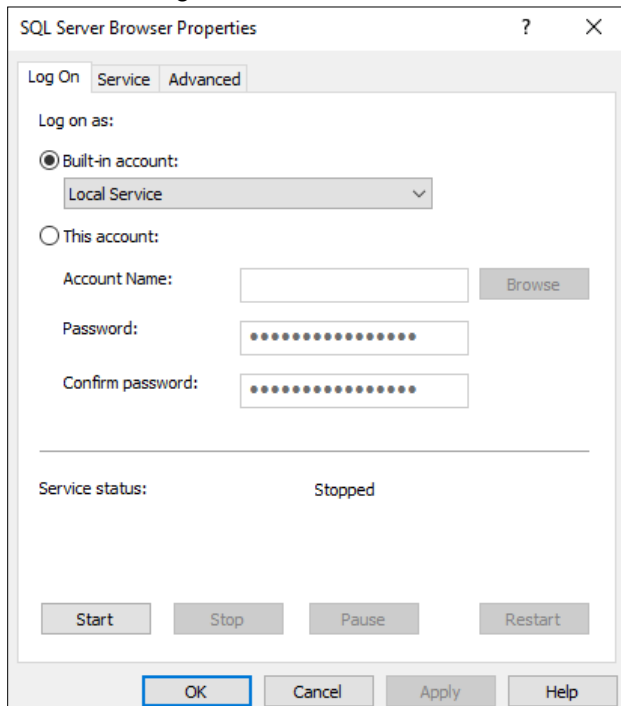 SQL Server Browser Properties ? ✕
Log On Service Advanced
Log on as:
Built-in account:
Local Service
This account:
Account Name: Browse
Password: ●●●●●●●●●●●●●●●●
Confirm password: ●●●●●●●●●●●●●●●●
Service status: Stopped
Start Stop Pause Restart
OK Cancel Apply Help